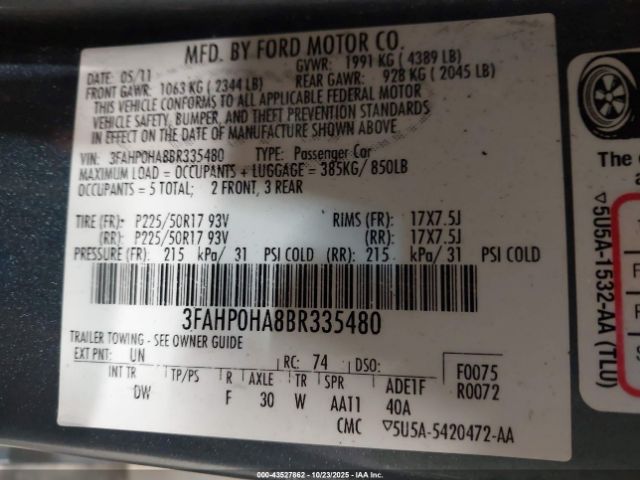 MFD. BY FORD MOTOR CO.
DATE: 05/11 GVWR: 1991 KG ( 4389 LB)
FRONT GAWR: 1063 KG ( 2344 LB) REAR GAWR: 928 KG ( 2045 LB)
THIS VEHICLE CONFORMS TO ALL APPLICABLE FEDERAL MOTOR
VEHICLE SAFETY, BUMPER, AND THEFT PREVENTION STANDARDS
IN EFFECT ON THE DATE OF MANUFACTURE SHOWN ABOVE.
VIN: 3FAHP0HA8BR335480 TYPE: Passenger Car
MAXIMUM LOAD = OCCUPANTS + LUGGAGE = 385KG/ 850LB
OCCUPANTS = 5 TOTAL; 2 FRONT, 3 REAR
TIRE (FR): P225/50R17 93V RIMS (FR): 17X7.5J
(RR): P225/50R17 93V (RR): 17X7.5J
PRESSURE (FR): 215 kPa/ 31 PSI COLD (RR): 215 kPa/ 31 PSI COLD
3FAHP0HA8BR335480
TRAILER TOWING - SEE OWNER GUIDE
EXT PNT: UN RC: 74 DSO: F0075
INT TR TP/PS R AXLE TR SPR ADE1F R0072
DW F 30 W AAT1 40A
CMC ▽5U5A-5420472-AA
The
▽5U5A-1532-AA (TLU)
000-43527862 - 10/23/2025 - IAAI.com